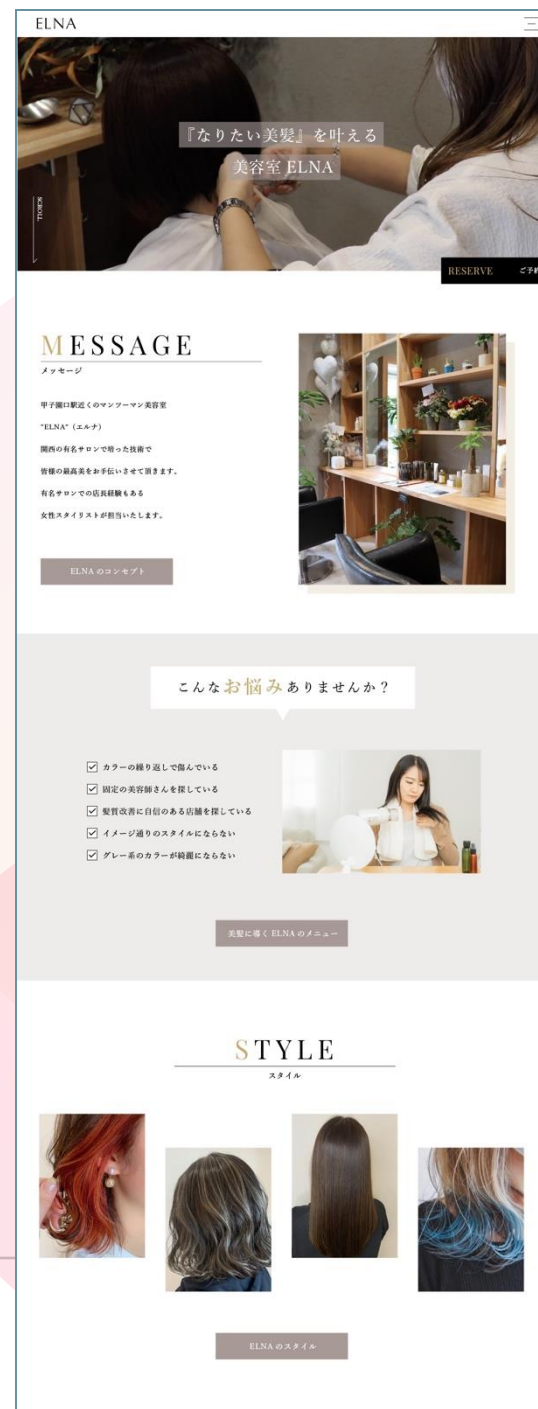 ELNA
『なりたい美髪』を叶える
美容室 ELNA
SCROLL
RESERVE ご予約
MESSAGE
メッセージ
甲子園口駅近くのマンツーマン美容室
"ELNA"（エルナ）
関西の有名サロンで培った技術で
皆様の最高美をお手伝いさせて頂きます。
有名サロンでの店長経験もある
女性スタイリストが担当いたします。
ELNA のコンセプト
こんなお悩みありませんか？
カラーの繰り返しで傷んでいる
固定の美容師さんを探している
髪質改善に自信のある店舗を探している
イメージ通りのスタイルにならない
グレー系のカラーが綺麗にならない
美髪に導く ELNA のメニュー
STYLE
スタイル
ELNA のスタイル